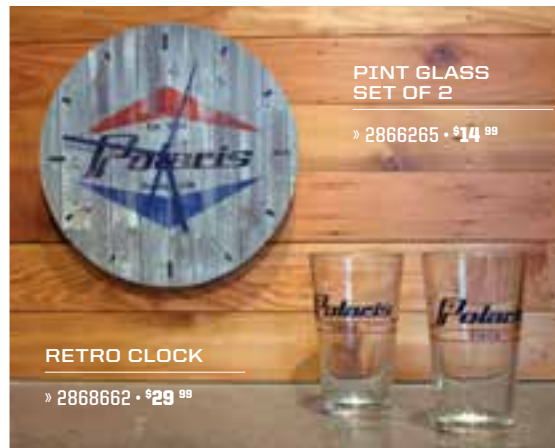 PINT GLASS
SET OF 2
» 2866265 • $14 99
Polaris
Polaris
Polaris
RETRO CLOCK
» 2868662 • $29 99